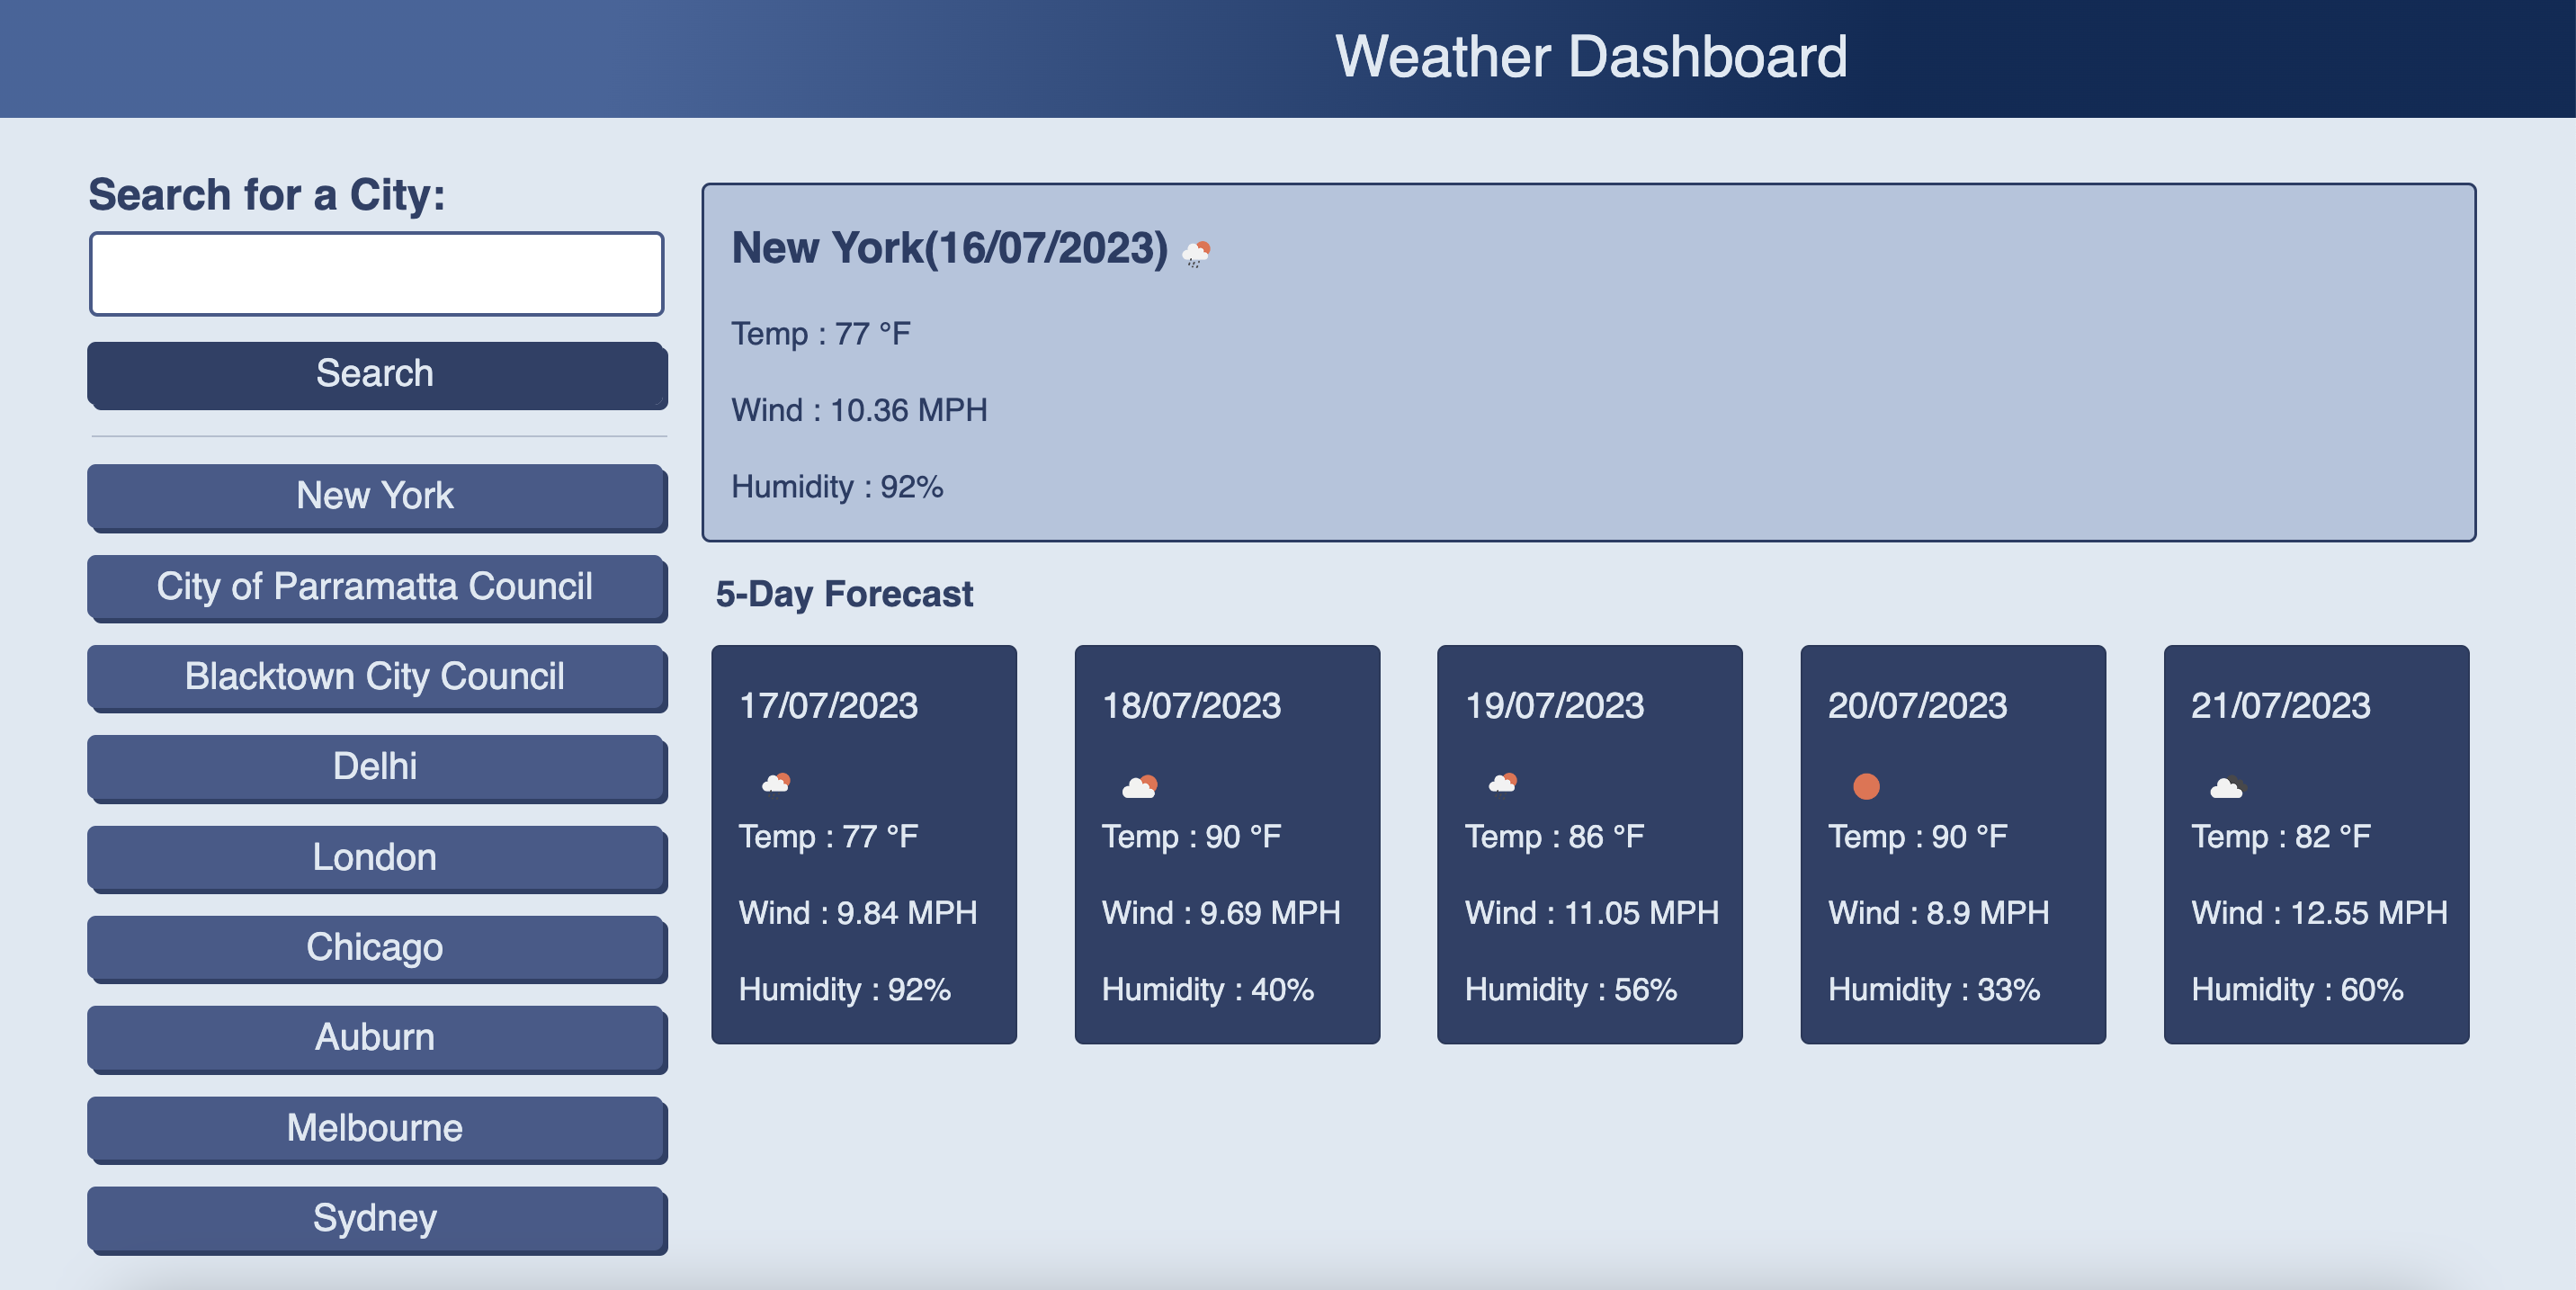 Weather Dashboard
Search for a City:
Search
New York
City of Parramatta Council
Blacktown City Council
Delhi
London
Chicago
Auburn
Melbourne
Sydney
New York(16/07/2023)
Temp : 77 °F
Wind : 10.36 MPH
Humidity : 92%
5-Day Forecast
17/07/2023
Temp : 77 °F
Wind : 9.84 MPH
Humidity : 92%
18/07/2023
Temp : 90 °F
Wind : 9.69 MPH
Humidity : 40%
19/07/2023
Temp : 86 °F
Wind : 11.05 MPH
Humidity : 56%
20/07/2023
Temp : 90 °F
Wind : 8.9 MPH
Humidity : 33%
21/07/2023
Temp : 82 °F
Wind : 12.55 MPH
Humidity : 60%